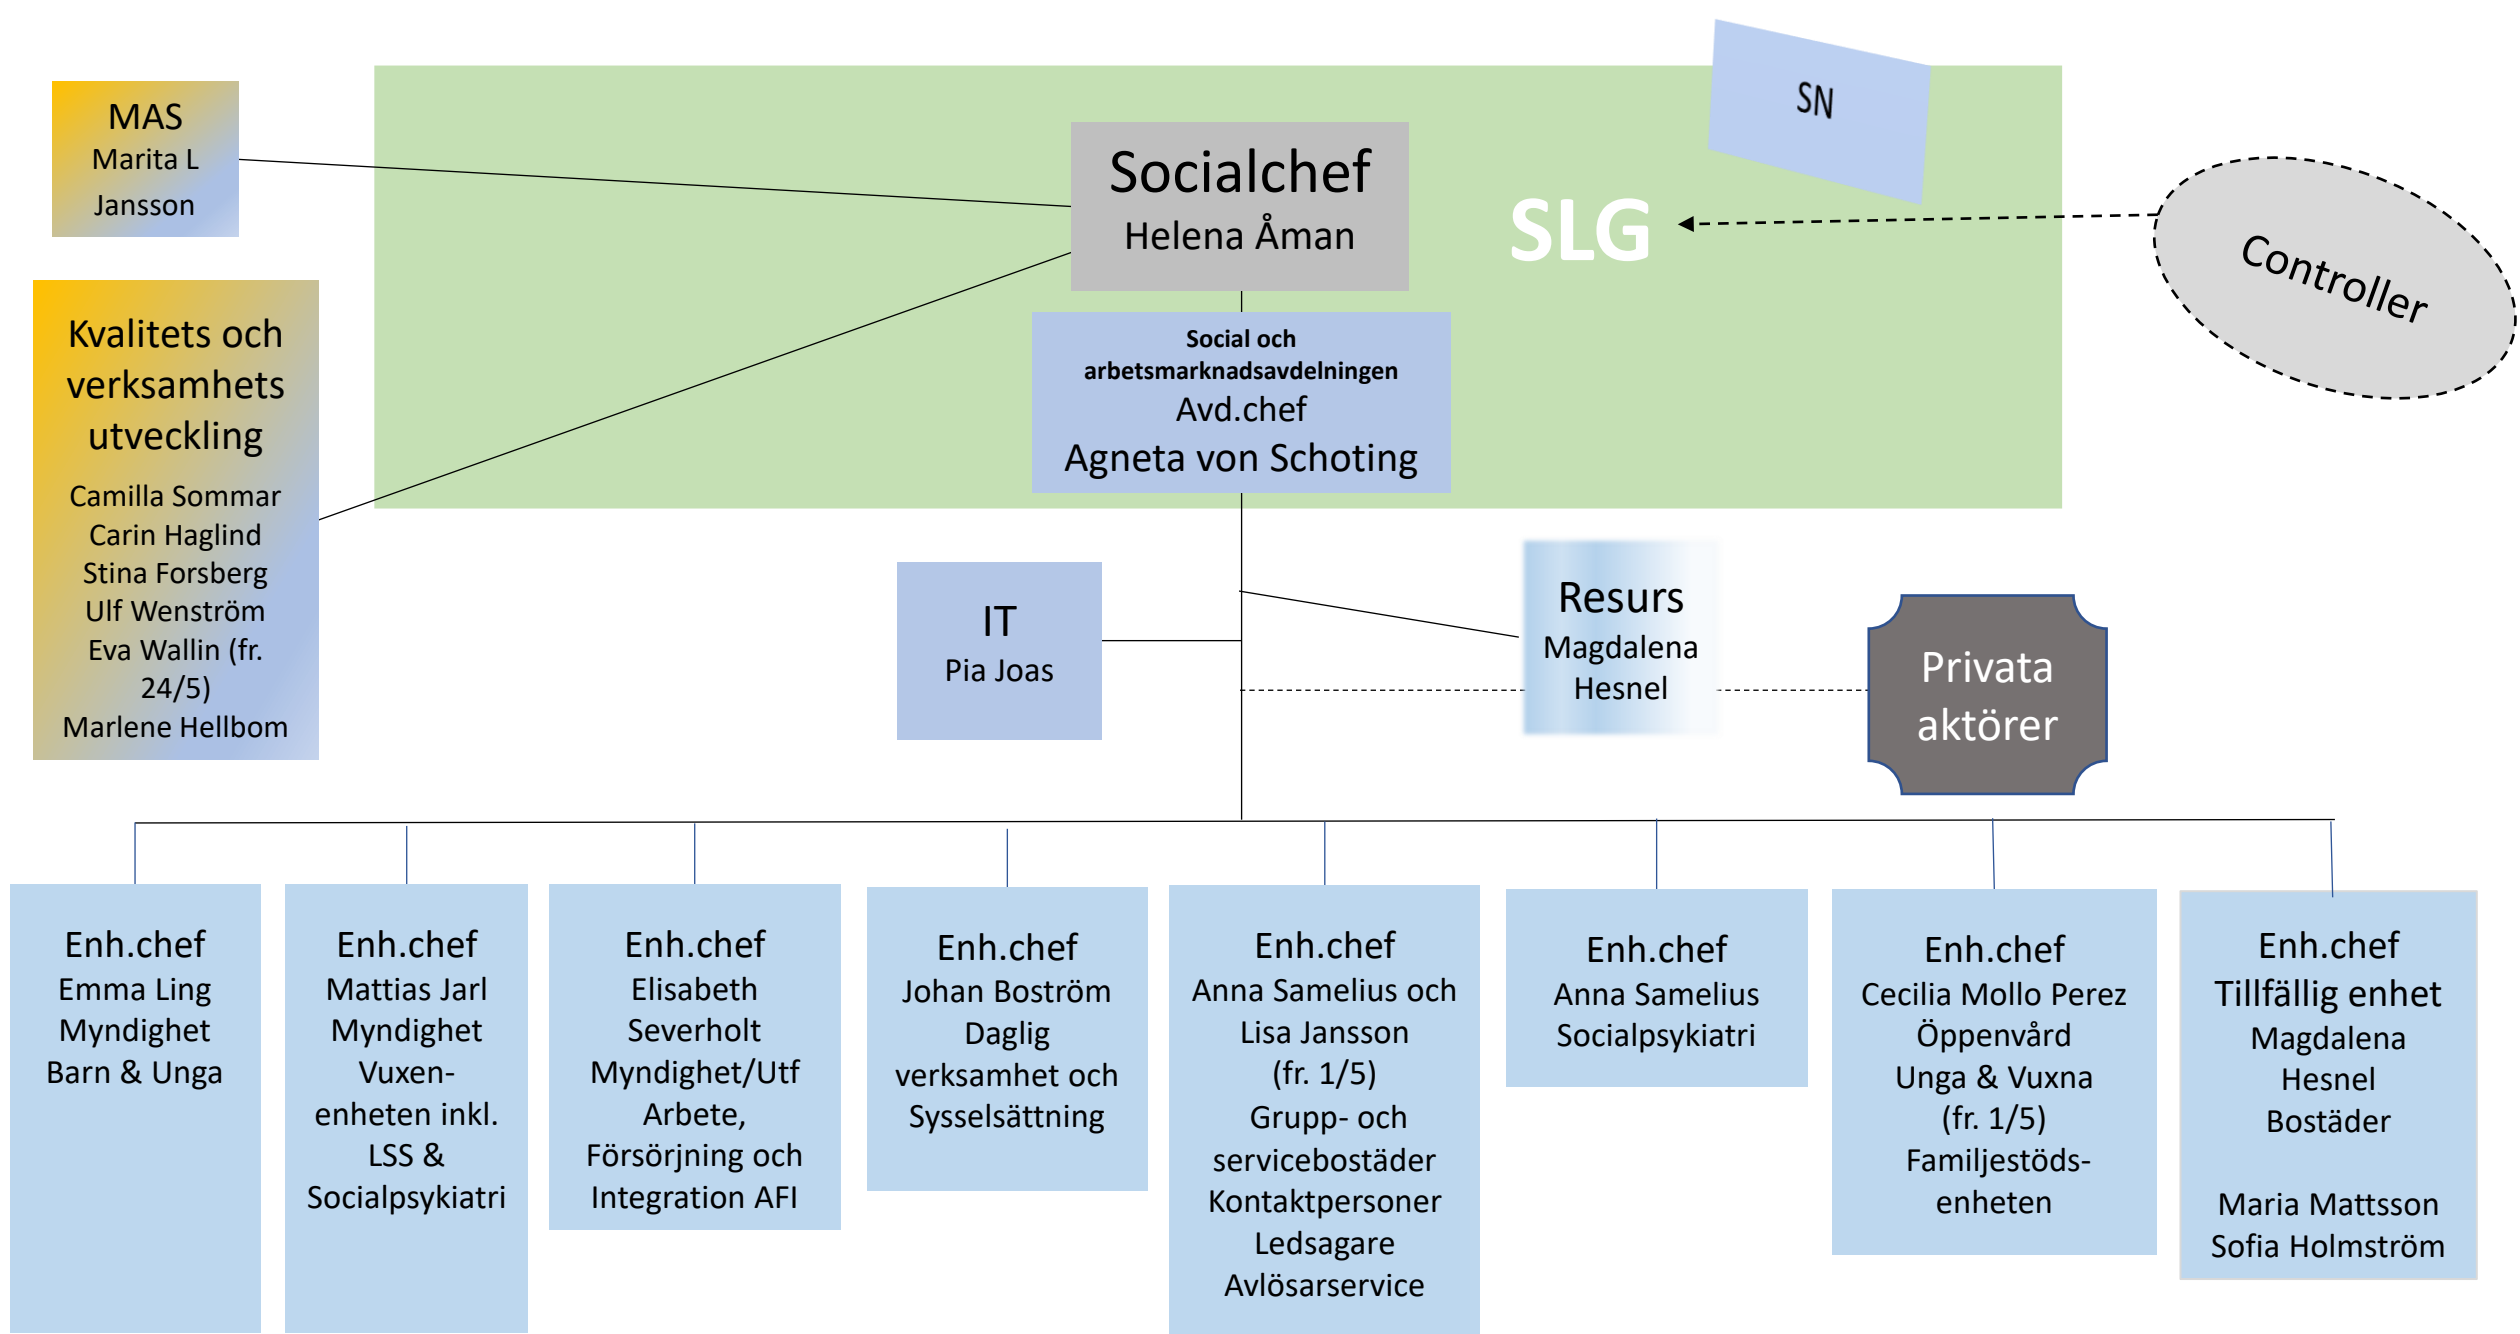 SN
MAS
Marita L
Jansson
Socialchef
Helena Åman
SLG
Controller
Kvalitets och
verksamhets
utveckling
Camilla Sommar
Carin Haglind
Stina Forsberg
Ulf Wenström
Eva Wallin (fr.
24/5)
Marlene Hellbom
Social och
arbetsmarknadsavdelningen
Avd.chef
Agneta von Schoting
IT
Pia Joas
Resurs
Magdalena
Hesnel
Privata
aktörer
Enh.chef
Emma Ling
Myndighet
Barn & Unga
Enh.chef
Mattias Jarl
Myndighet
Vuxen-
enheten inkl.
LSS &
Socialpsykiatri
Enh.chef
Elisabeth
Severholt
Myndighet/Utf
Arbete,
Försörjning och
Integration AFI
Enh.chef
Johan Boström
Daglig
verksamhet och
Sysselsättning
Enh.chef
Anna Samelius och
Lisa Jansson
(fr. 1/5)
Grupp- och
servicebostäder
Kontaktpersoner
Ledsagare
Avlösarservice
Enh.chef
Anna Samelius
Socialpsykiatri
Enh.chef
Cecilia Mollo Perez
Öppenvård
Unga & Vuxna
(fr. 1/5)
Familjestöds-
enheten
Enh.chef
Tillfällig enhet
Magdalena
Hesnel
Bostäder
Maria Mattsson
Sofia Holmström